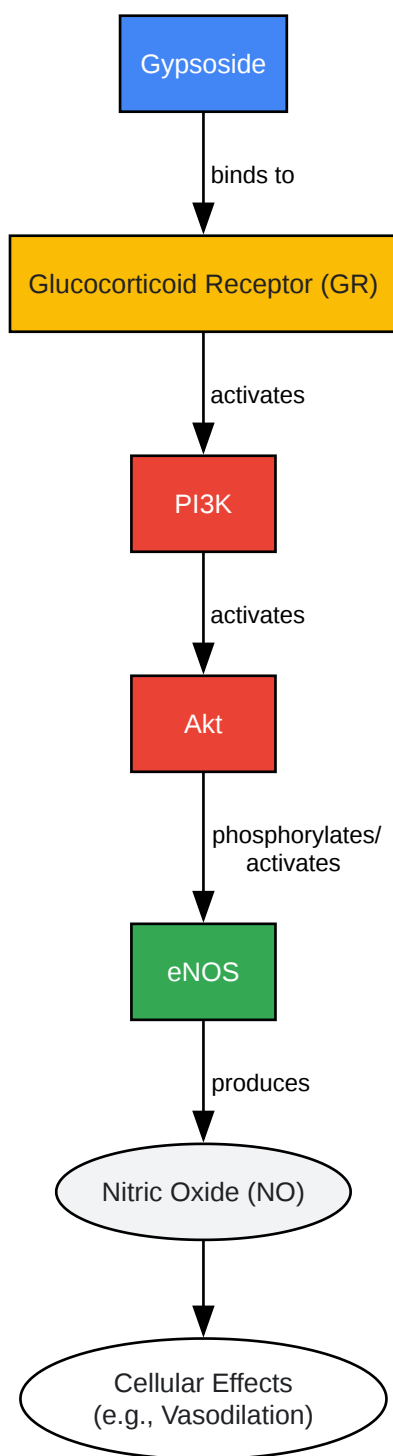 Gypsoside
binds to
Glucocorticoid Receptor (GR)
activates
PI3K
activates
Akt
phosphorylates/
activates
eNOS
produces
Nitric Oxide (NO)
Cellular Effects
(e.g., Vasodilation)